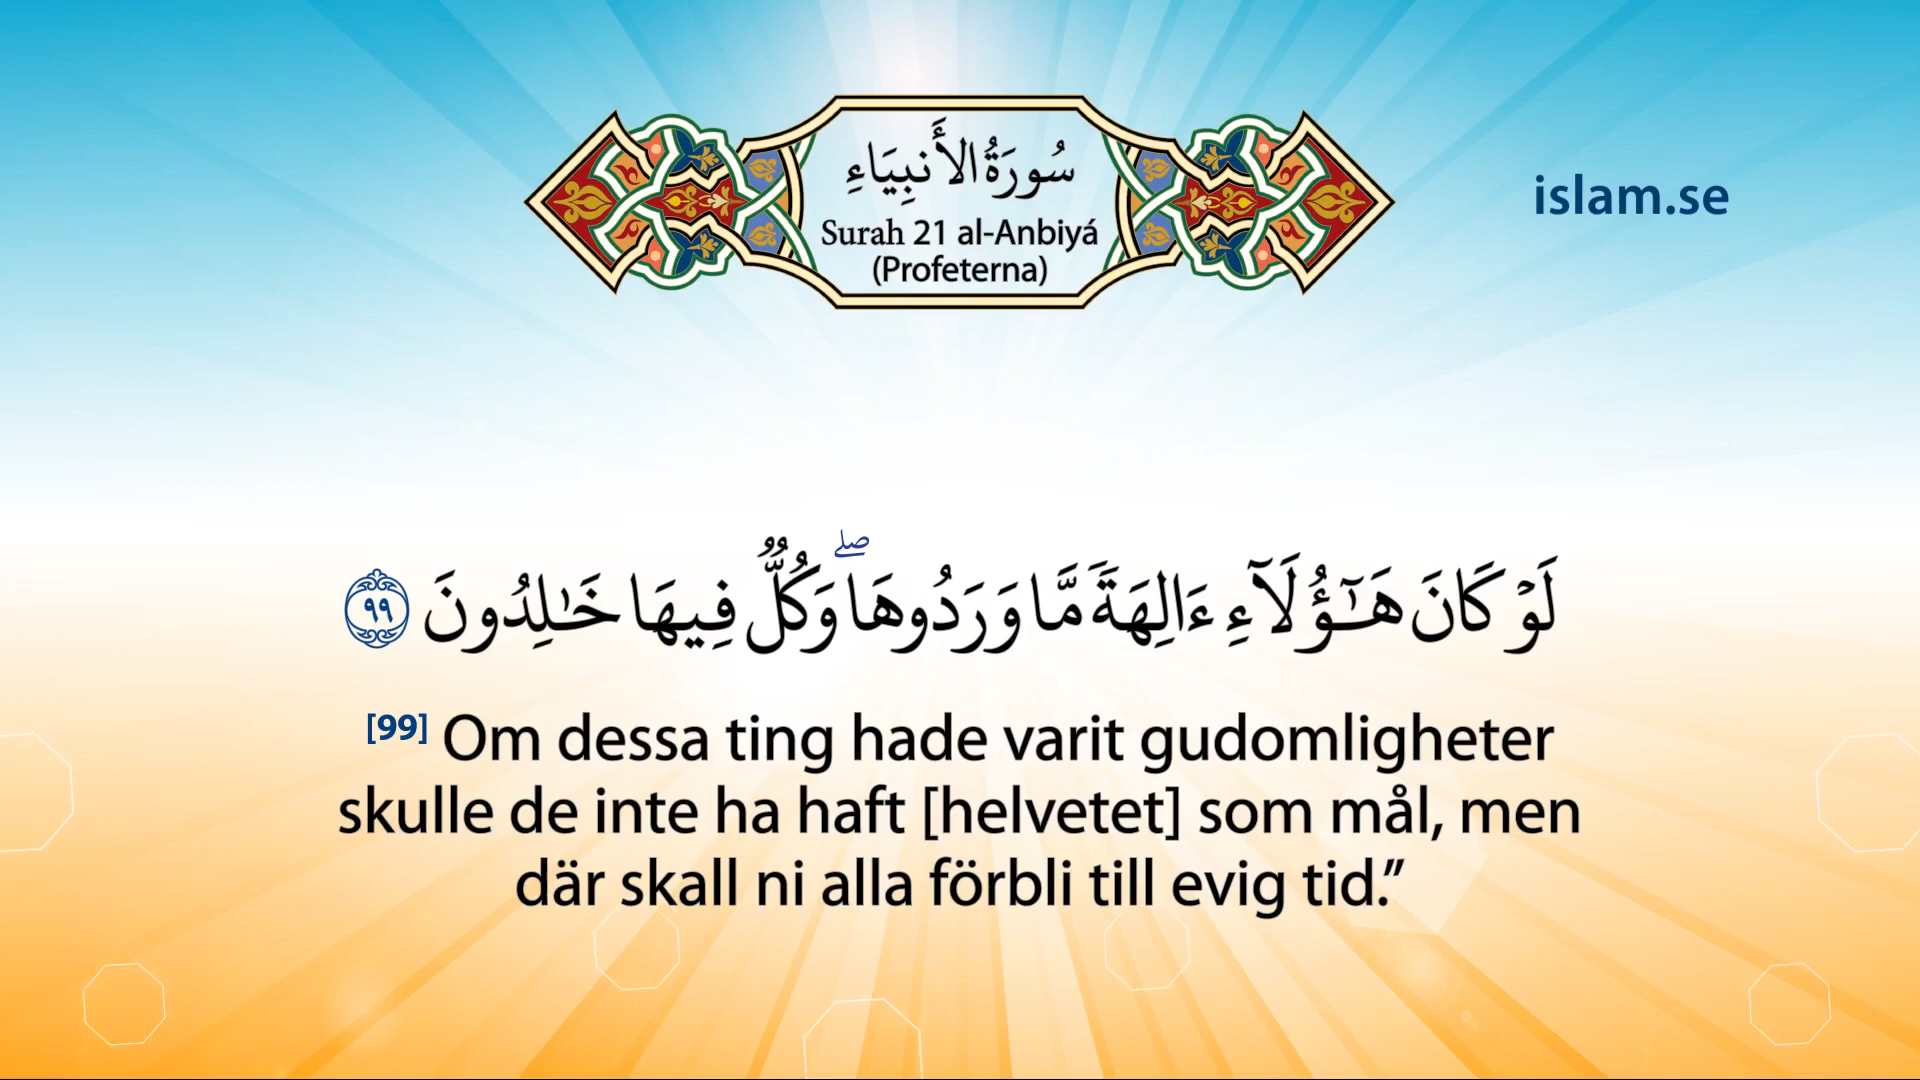 سُورَةُ الأَنبِيَاءِ
Surah 21 al-Anbiyá
(Profeterna)
islam.se
لَوْ كَانَ هَـٰٓؤُلَآءِ ءَالِهَةً مَّا وَرَدُوهَا ۖ وَكُلٌّ فِيهَا خَـٰلِدُونَ ٩٩
[99] Om dessa ting hade varit gudomligheter
skulle de inte ha haft [helvetet] som mål, men
där skall ni alla förbli till evig tid.”